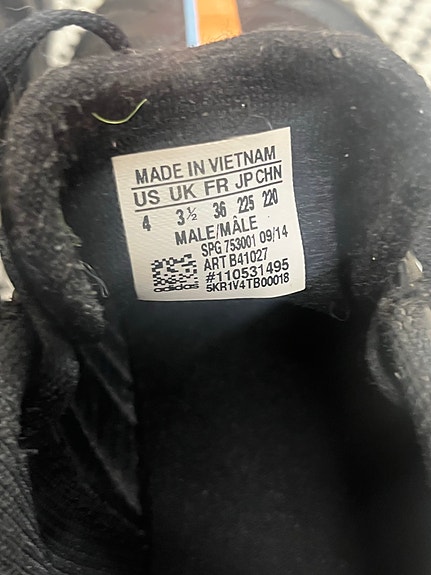 MADE IN VIETNAM
US UK FR JP CHN
4 3½ 36 225 220
MALE/MÂLE
SPG 753001 09/14
ART B41027
#110531495
5KR1V4TB00018
adidas